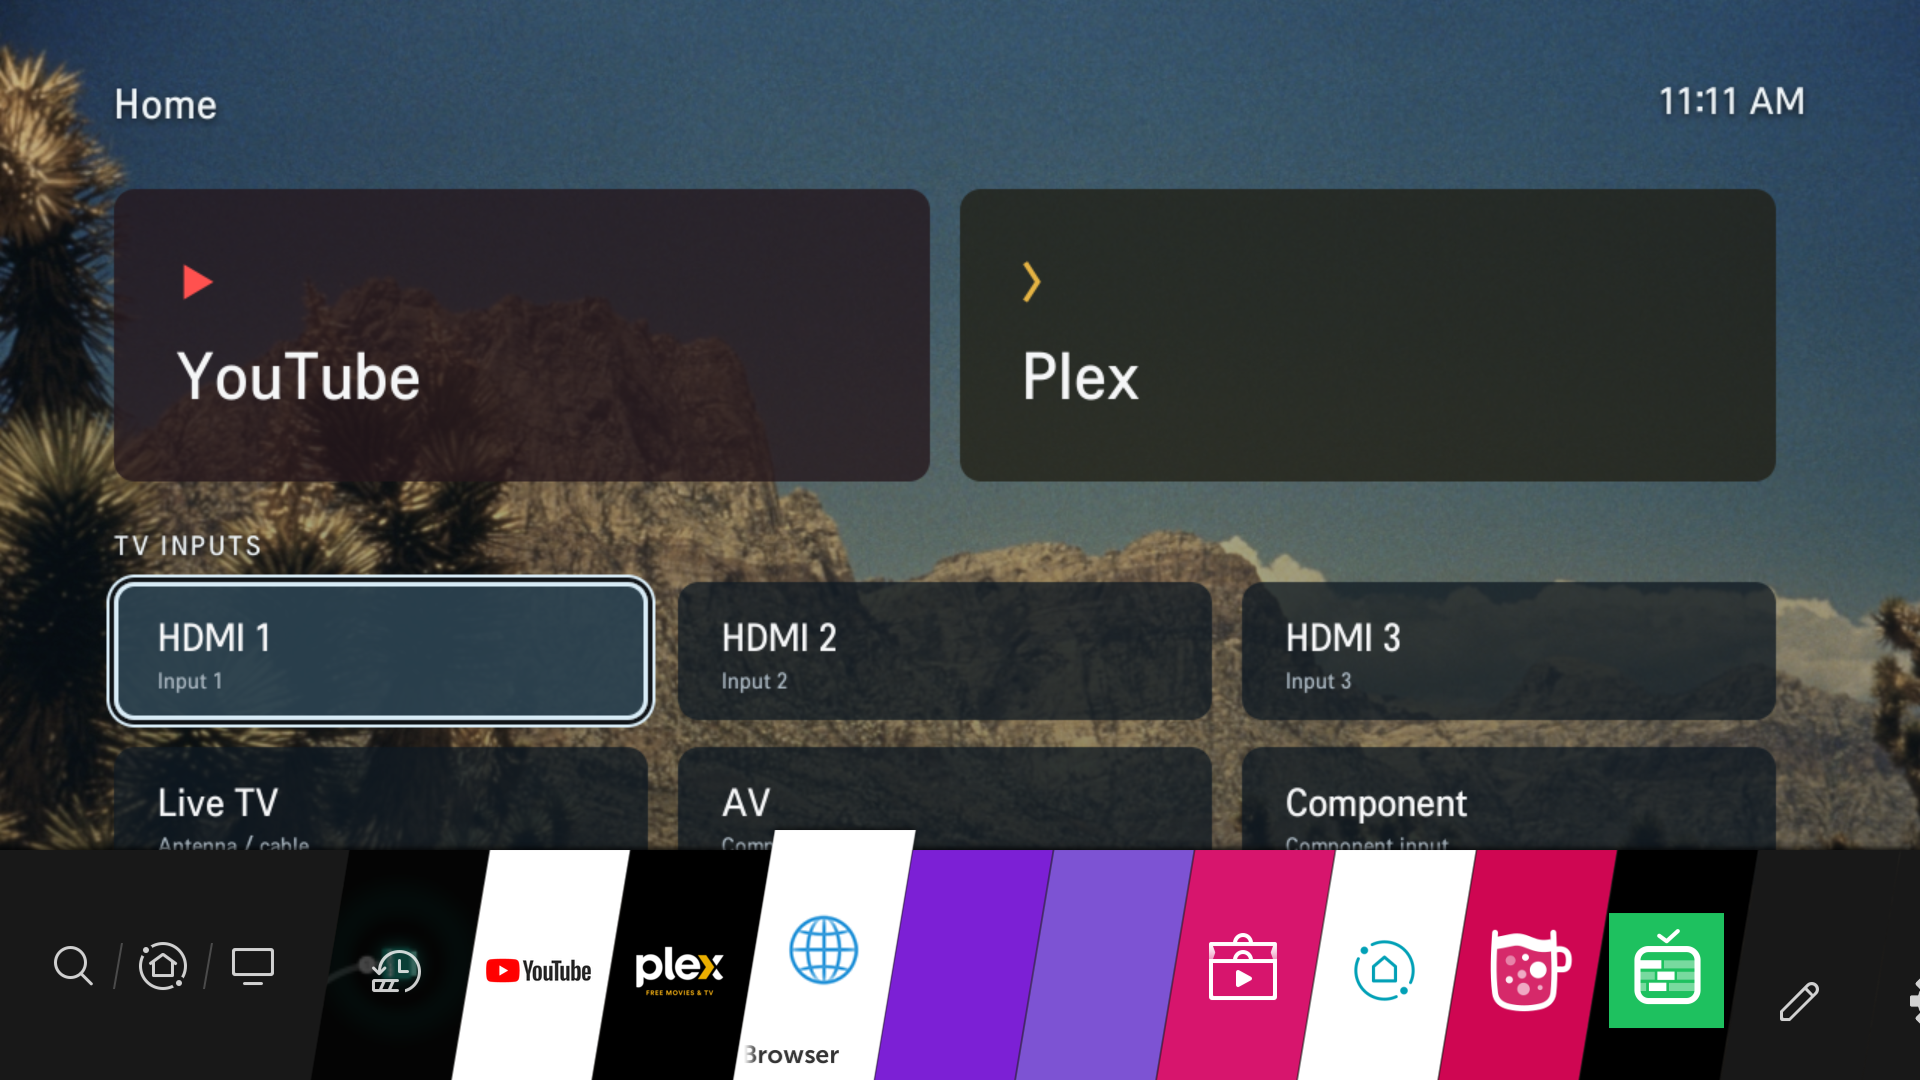 Home
11:11 AM
YouTube
Plex
TV INPUTS
HDMI 1
Input 1
HDMI 2
Input 2
HDMI 3
Input 3
Live TV
Antenna / cable
AV
Component
Component input
YouTube
plex
FREE MOVIES & TV
Browser